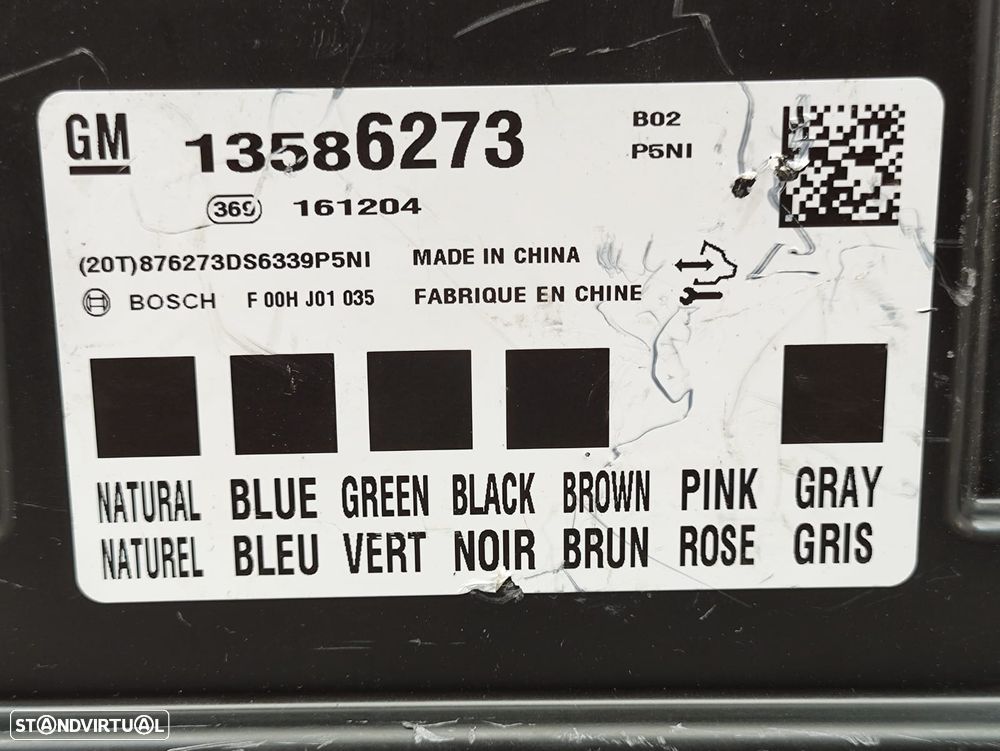 GM 13586273 B02
P5NI
369 161204
(20T)876273DS6339P5NI MADE IN CHINA
BOSCH F 00H J01 035 FABRIQUE EN CHINE
NATURAL BLUE GREEN BLACK BROWN PINK GRAY
NATUREL BLEU VERT NOIR BRUN ROSE GRIS
STANDVIRTUAL